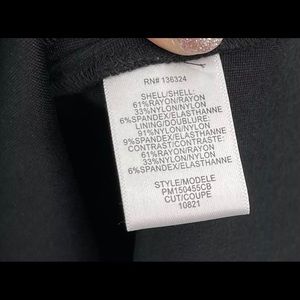 RN# 136324
SHELL/SHELL:
61%RAYON/RAYON
33%NYLON/NYLON
6%SPANDEX/ELASTHANNE
LINING/DOUBLURE:
91%NYLON/NYLON
9%SPANDEX/ELASTHANNE
CONTRAST/CONTRASTE:
61%RAYON/RAYON
33%NYLON/NYLON
6%SPANDEX/ELASTHANNE
STYLE/MODELE
PM150455CB
CUT/COUPE
10821